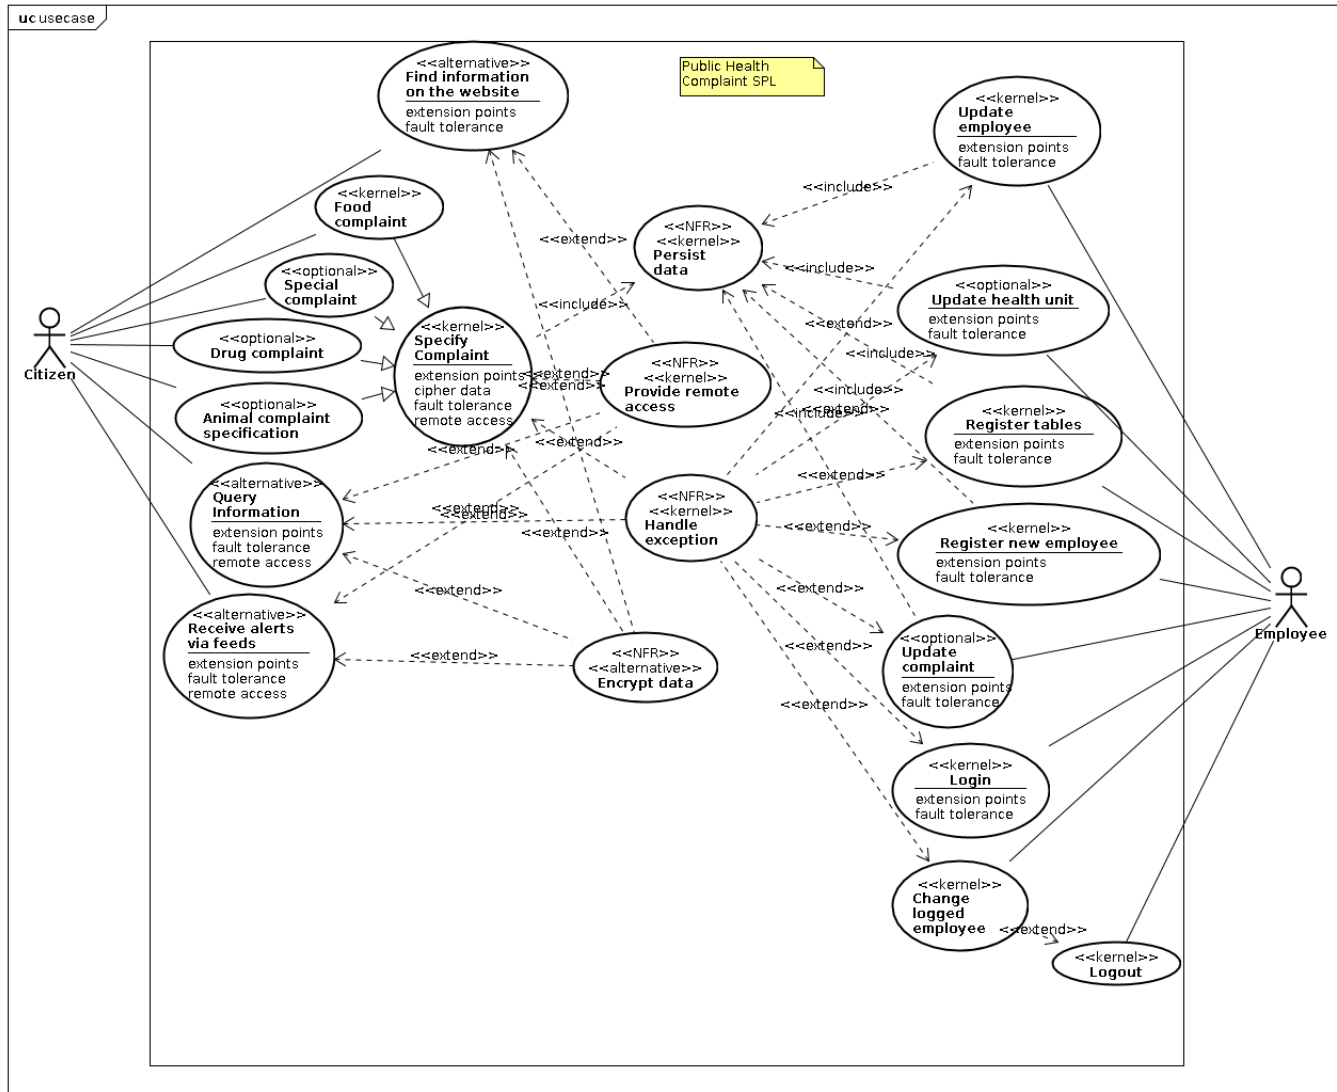 uc usecase
Public Health
Complaint SPL
<<alternative>>
Find information
on the website
extension points
fault tolerance
<<kernel>>
Update
employee
extension points
fault tolerance
<<kernel>>
Food
complaint
<<include>>
<<NFR>>
<<kernel>>
Persist
data
<<extend>>
<<optional>>
Special
complaint
<<include>>
<<optional>>
Update health unit
extension points
fault tolerance
<<include>>
Citizen
<<optional>>
Drug complaint
<<kernel>>
Specify
Complaint
extension points
cipher data
fault tolerance
remote access
<<extend>>
<<include>>
<<NFR>>
<<kernel>>
Provide remote
access
<<extend>>
<<extend>>
<<include>>
<<extend>>
<<include>>
<<optional>>
Animal complaint
specification
<<kernel>>
Register tables
extension points
fault tolerance
<<extend>>
<<extend>>
<<extend>>
<<alternative>>
Query
Information
extension points
fault tolerance
remote access
<<extend>>
<<extend>>
<<NFR>>
<<kernel>>
Handle
exception
<<extend>>
<<extend>>
<<kernel>>
Register new employee
extension points
fault tolerance
<<extend>>
<<extend>>
<<alternative>>
Receive alerts
via feeds
extension points
fault tolerance
remote access
<<extend>>
<<NFR>>
<<alternative>>
Encrypt data
<<extend>>
<<optional>>
Update
complaint
extension points
fault tolerance
Employee
<<extend>>
<<kernel>>
Login
extension points
fault tolerance
<<kernel>>
Change
logged
employee
<<extend>>
<<kernel>>
Logout